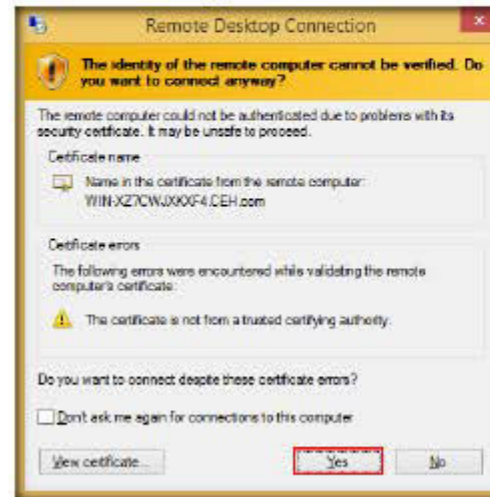 Remote Desktop Connection
The identity of the remote computer cannot be verified. Do
you want to connect anyway?
The remote computer could not be authenticated due to problems with its
security certificate. It may be unsafe to proceed.
Certificate name
Name in the certificate from the remote computer:
WIN-XZ7CWJXKXF4.CEH.com
Certificate errors
The following errors were encountered while validating the remote
computer's certificate:
The certificate is not from a trusted certifying authority.
Do you want to connect despite these certificate errors?
Don't ask me again for connections to this computer
View certificate...
Yes
No